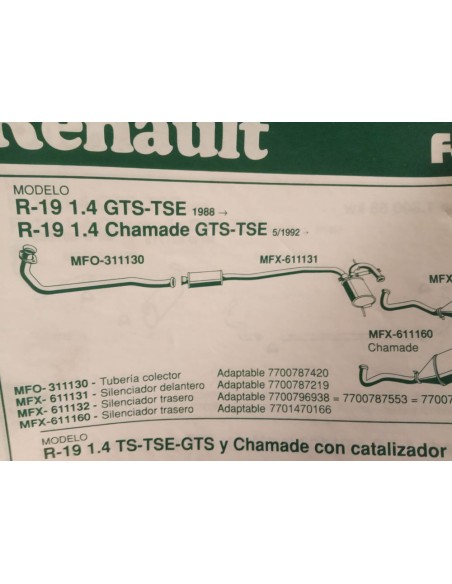 Renault
MODELO
R-19 1.4 GTS-TSE 1988 →
R-19 1.4 Chamade GTS-TSE 5/1992 →
MFO-311130
MFX-611131
MFX-611160
Chamade
MFO-311130 - Tubería colector Adaptable 7700787420
MFX- 611131 - Silenciador delantero Adaptable 7700787219
MFX- 611132 - Silenciador trasero Adaptable 7700796938 = 7700787553 = 77007
MFX-611160 - Silenciador trasero Adaptable 7701470166
MODELO
R-19 1.4 TS-TSE-GTS y Chamade con catalizador